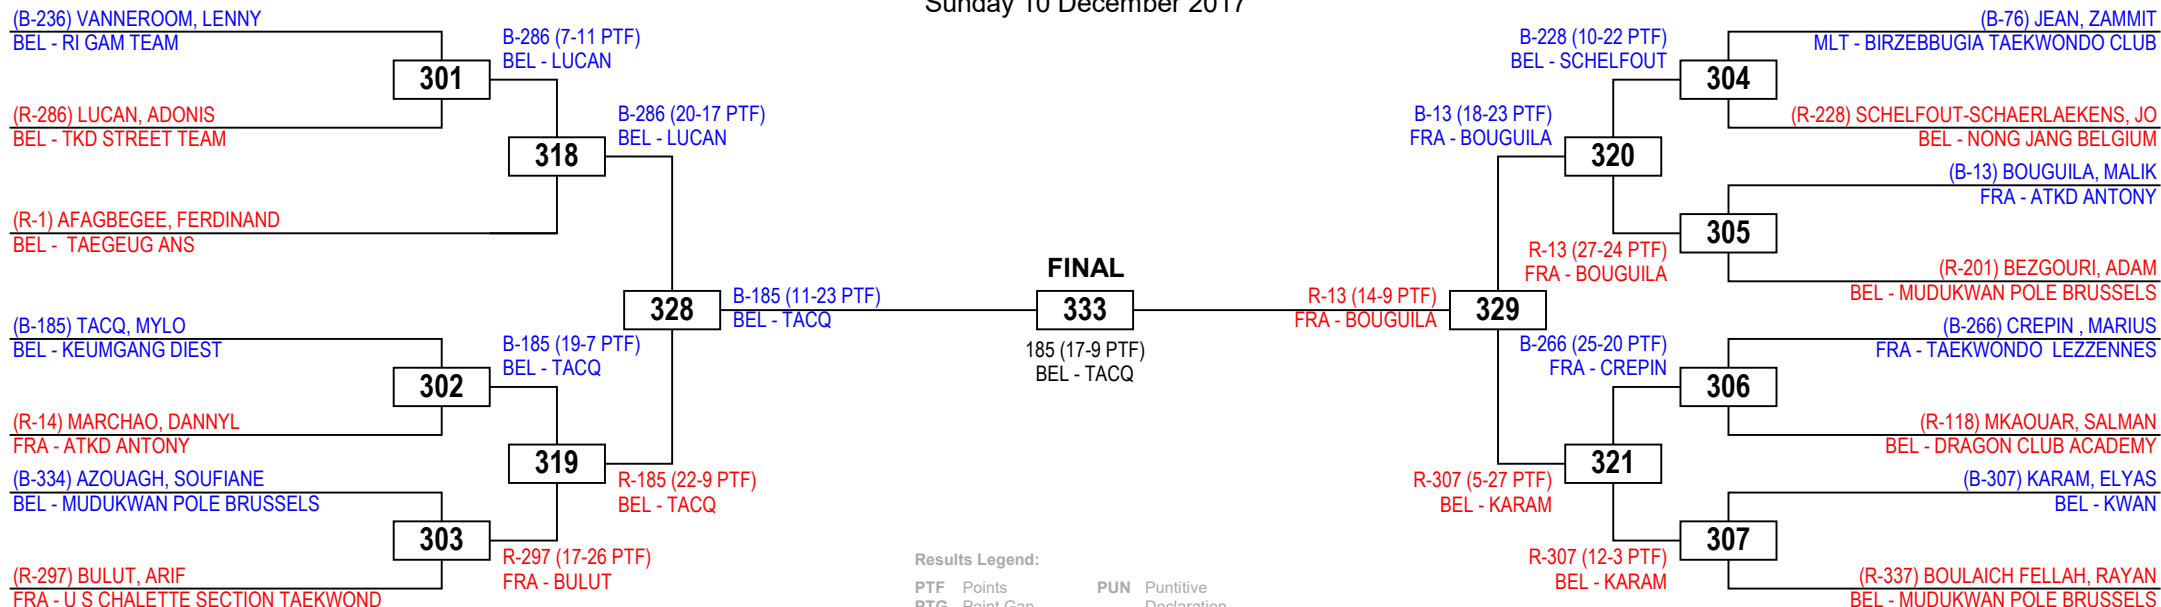 Sunday 10 December 2017
(B-236) VANNEROOM, LENNY
BEL - RI GAM TEAM
B-286 (7-11 PTF)
BEL - LUCAN
301
(R-286) LUCAN, ADONIS
BEL - TKD STREET TEAM
B-286 (20-17 PTF)
BEL - LUCAN
318
(R-1) AFAGBEGEE, FERDINAND
BEL - TAEGEUG ANS
328
B-185 (11-23 PTF)
BEL - TACQ
(B-185) TACQ, MYLO
BEL - KEUMGANG DIEST
B-185 (19-7 PTF)
BEL - TACQ
302
(R-14) MARCHAO, DANNYL
FRA - ATKD ANTONY
319
(B-334) AZOUAGH, SOUFIANE
BEL - MUDUKWAN POLE BRUSSELS
R-185 (22-9 PTF)
BEL - TACQ
303
R-297 (17-26 PTF)
FRA - BULUT
(R-297) BULUT, ARIF
FRA - U S CHALETTE SECTION TAEKWOND
FINAL
333
185 (17-9 PTF)
BEL - TACQ
(B-76) JEAN, ZAMMIT
MLT - BIRZEBBUGIA TAEKWONDO CLUB
B-228 (10-22 PTF)
BEL - SCHELFOUT
304
(R-228) SCHELFOUT-SCHAERLAEKENS, JO
BEL - NONG JANG BELGIUM
B-13 (18-23 PTF)
FRA - BOUGUILA
320
(B-13) BOUGUILA, MALIK
FRA - ATKD ANTONY
305
R-13 (27-24 PTF)
FRA - BOUGUILA
(R-201) BEZGOURI, ADAM
BEL - MUDUKWAN POLE BRUSSELS
R-13 (14-9 PTF)
FRA - BOUGUILA
329
(B-266) CREPIN , MARIUS
FRA - TAEKWONDO LEZZENNES
B-266 (25-20 PTF)
FRA - CREPIN
306
(R-118) MKAOUAR, SALMAN
BEL - DRAGON CLUB ACADEMY
321
R-307 (5-27 PTF)
BEL - KARAM
(B-307) KARAM, ELYAS
BEL - KWAN
307
R-307 (12-3 PTF)
BEL - KARAM
(R-337) BOULAICH FELLAH, RAYAN
BEL - MUDUKWAN POLE BRUSSELS
Results Legend:
PTF Points PUN Puntitive
PTG Point Gap Declaration